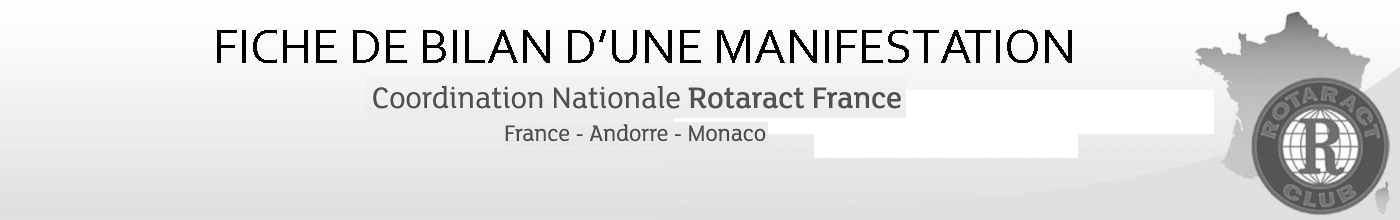 FICHE DE BILAN D’UNE MANIFESTATION
Coordination Nationale Rotaract France
France - Andorre - Monaco
ROTARACT
R
CLUB